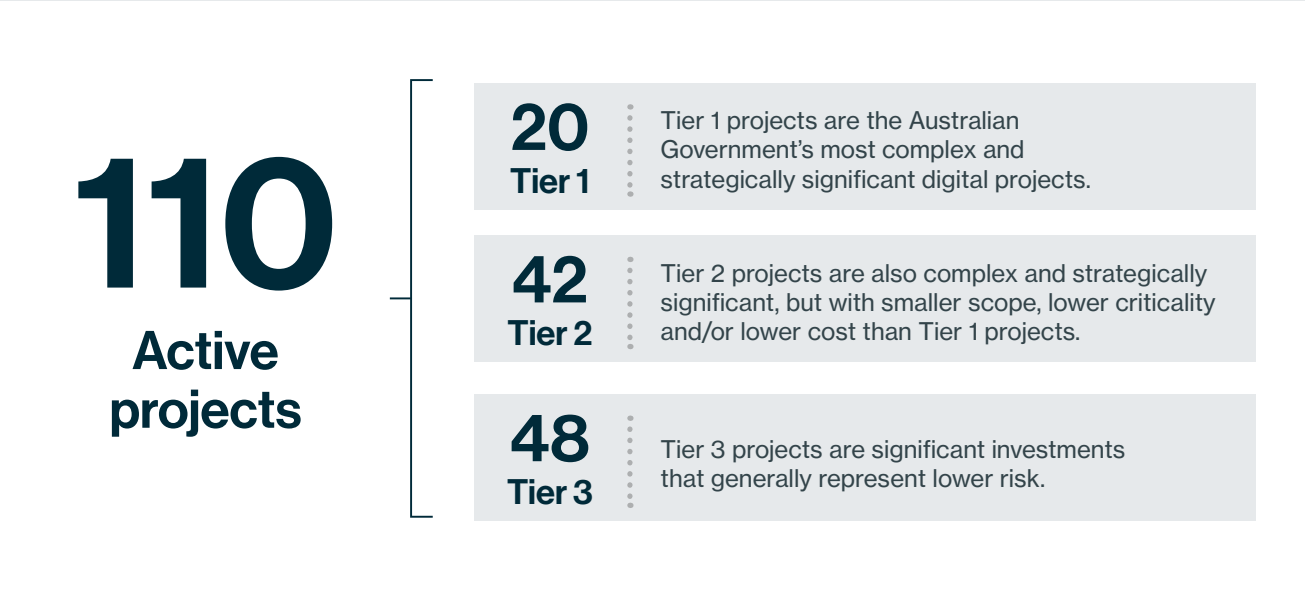 110
Active
projects
20
Tier 1
Tier 1 projects are the Australian
Government’s most complex and
strategically significant digital projects.
42
Tier 2
Tier 2 projects are also complex and strategically
significant, but with smaller scope, lower criticality
and/or lower cost than Tier 1 projects.
48
Tier 3
Tier 3 projects are significant investments
that generally represent lower risk.